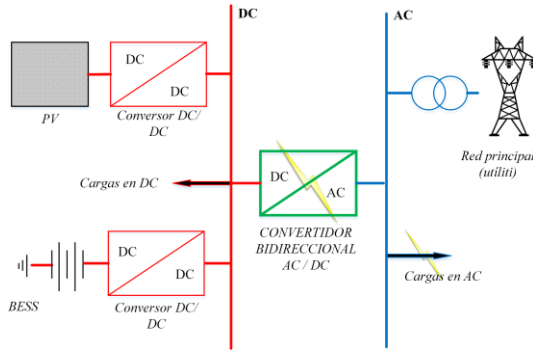 DC
AC
DC
DC
PV
Conversor DC/
DC
Red principal
(utiliti)
Cargas en DC
DC
AC
CONVERTIDOR
BIDIRECCIONAL
AC / DC
Cargas en AC
DC
DC
BESS
Conversor DC/
DC